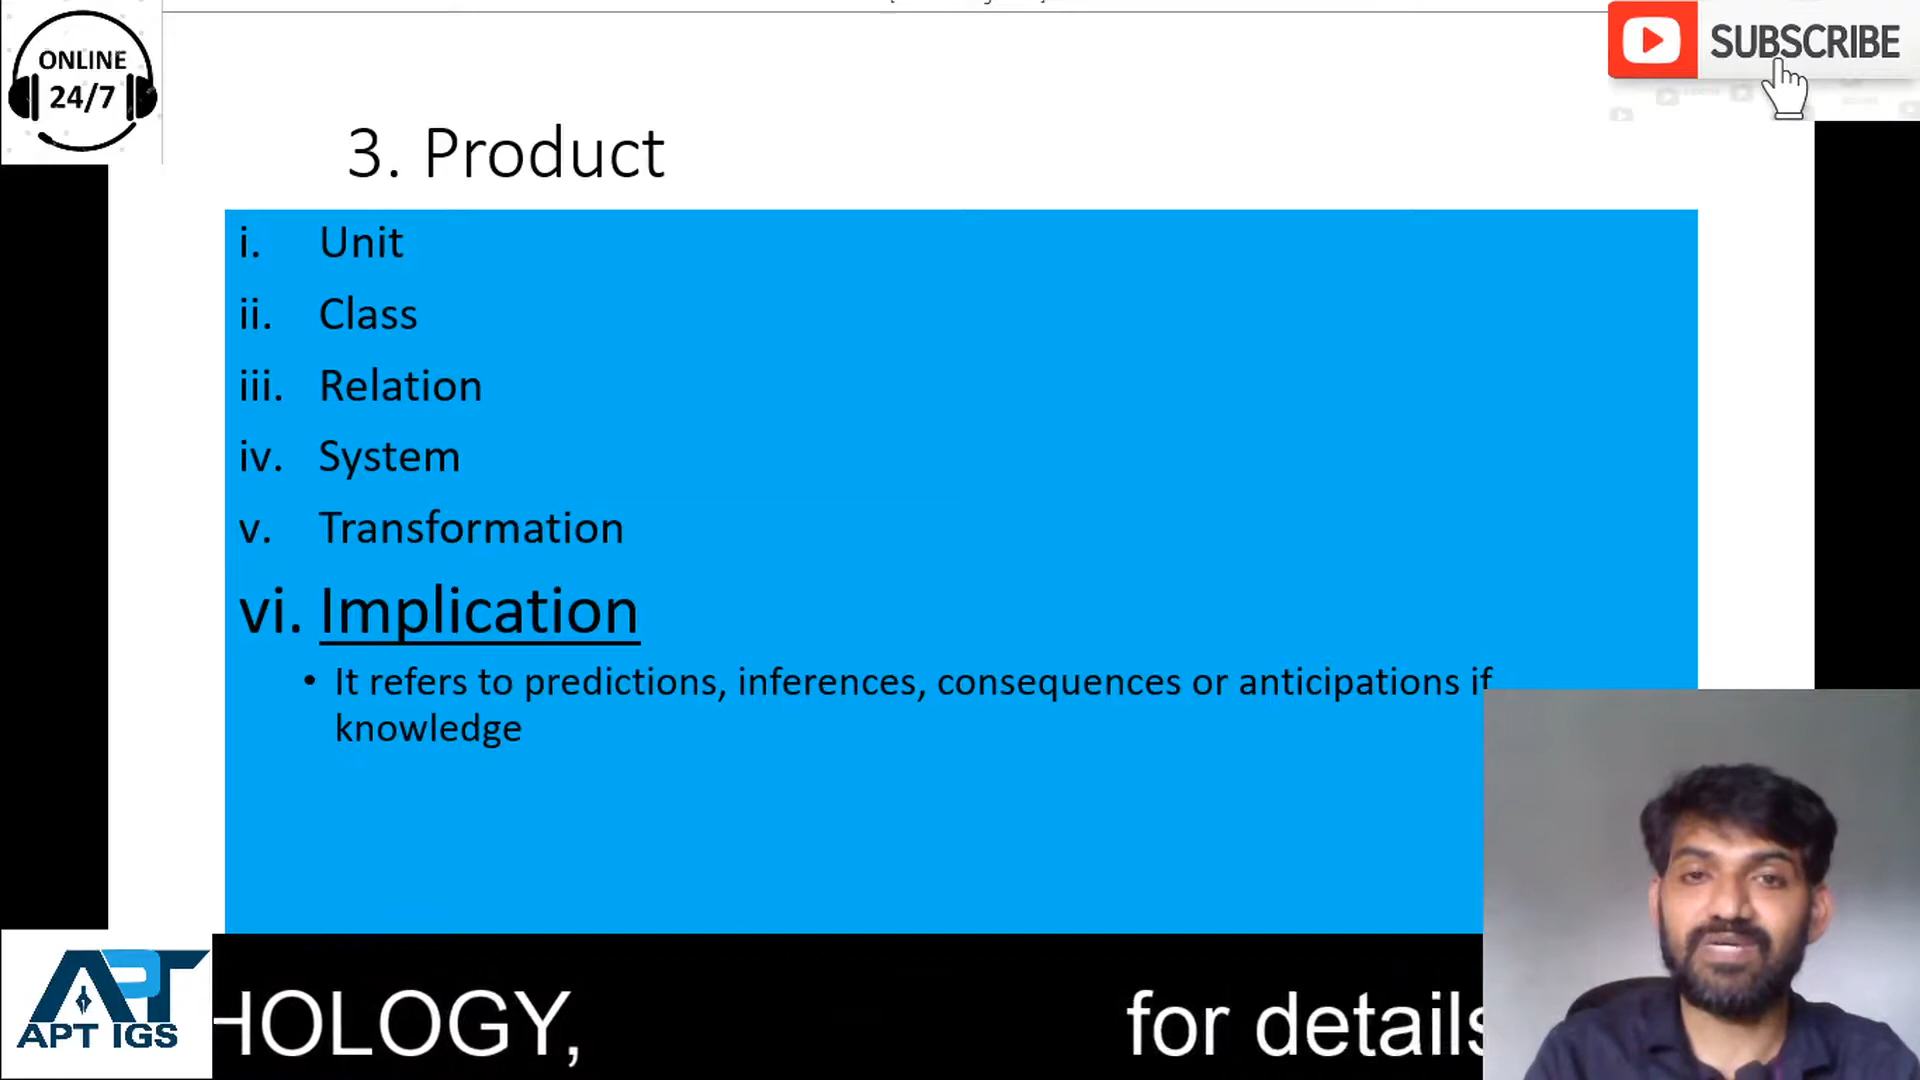 ONLINE
24/7
SUBSCRIBE
3. Product
i. Unit
ii. Class
iii. Relation
iv. System
v. Transformation
vi. Implication
• It refers to predictions, inferences, consequences or anticipations if
knowledge
APT
APT IGS
HOLOGY, for details